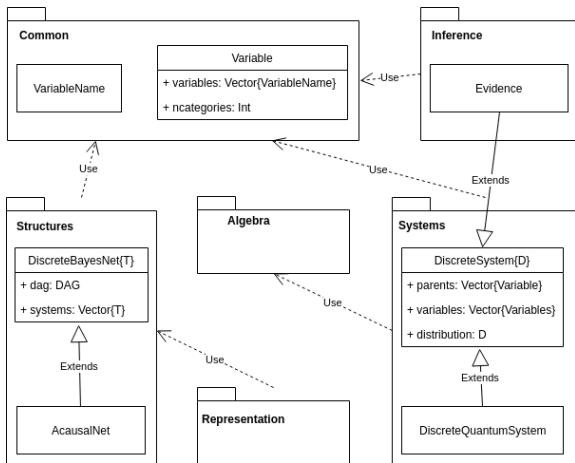 Common
VariableName
Variable
+ variables: Vector{VariableName}
+ ncategories: Int
Inference
Evidence
Use
Use
Use
Extends
Structures
DiscreteBayesNet{T}
+ dag: DAG
+ systems: Vector{T}
Extends
AcausalNet
Algebra
Use
Use
Representation
Systems
DiscreteSystem{D}
+ parents: Vector{Variable}
+ variables: Vector{Variables}
+ distribution: D
Extends
DiscreteQuantumSystem